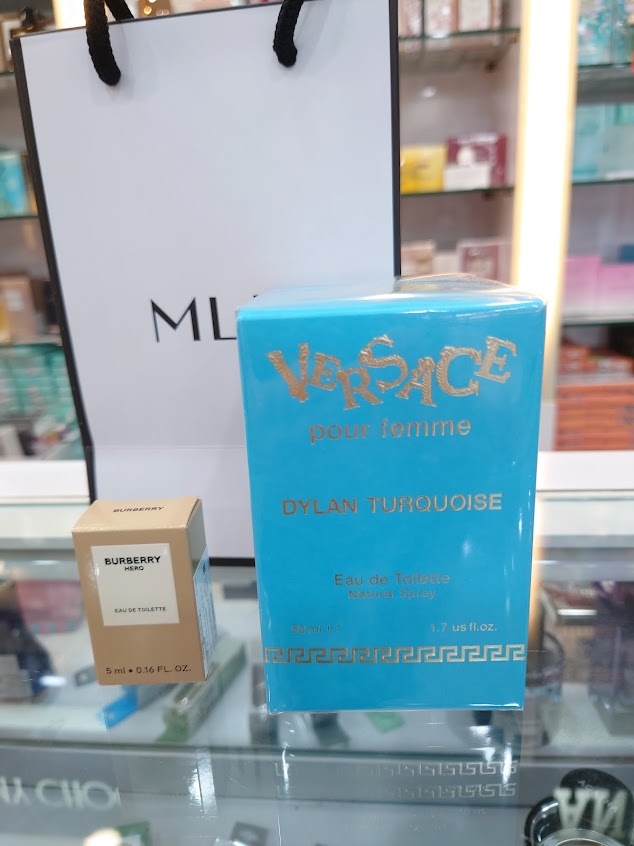 ML
VERSACE
pour femme
DYLAN TURQUOISE
Eau de Toilette
Natural Spray
1.7 us fl.oz.
BURBERRY
BURBERRY
HERO
EAU DE TOILETTE
5 ml • 0.16 FL. OZ.